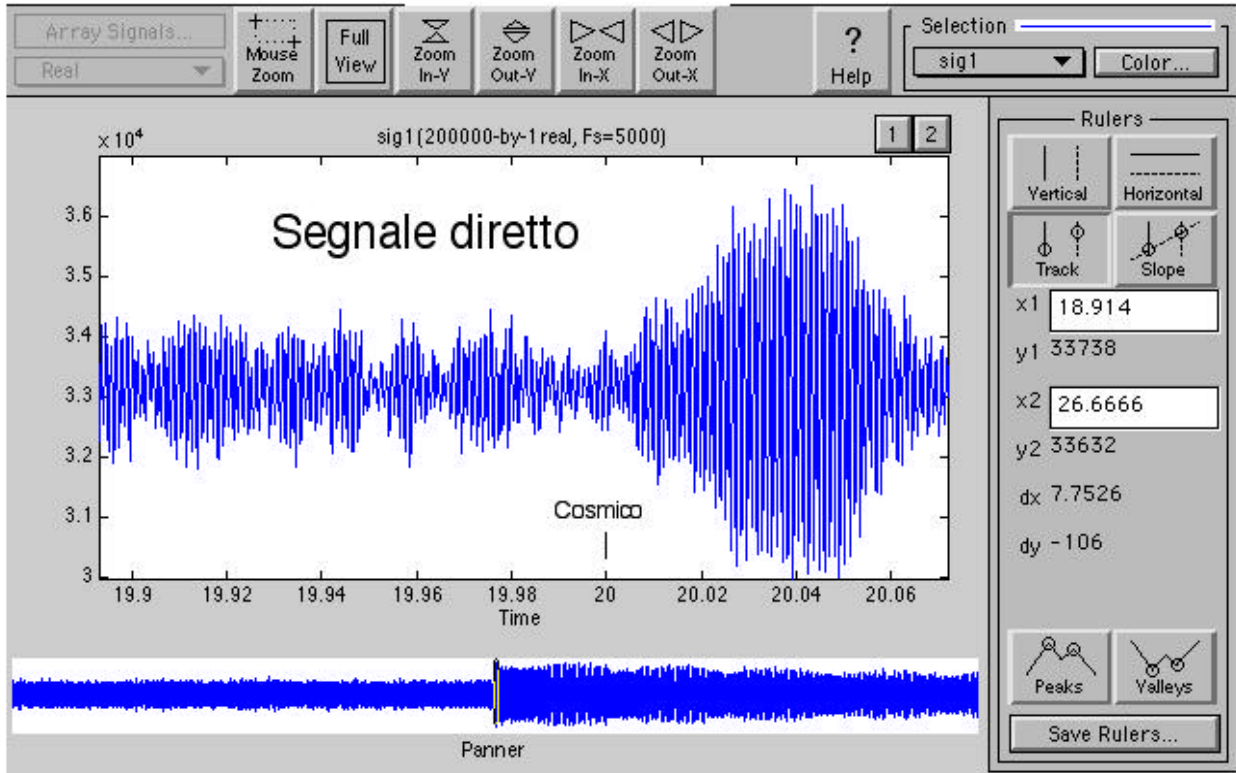 Array Signals...
Real
Mouse Zoom
Full View
Zoom In-Y
Zoom Out-Y
Zoom In-X
Zoom Out-X
? Help
Selection
sig1
Color...
x 10⁴
sig1(200000-by-1 real, Fs=5000)
1 2
Segnale diretto
3.6
3.5
3.4
3.3
3.2
3.1
3
Cosmico
19.9 19.92 19.94 19.96 19.98 20 20.02 20.04 20.06
Time
Panner
Rulers
Vertical
Horizontal
Track
Slope
x1 18.914
y1 33738
x2 26.6666
y2 33632
dx 7.7526
dy -106
Peaks
Valleys
Save Rulers...